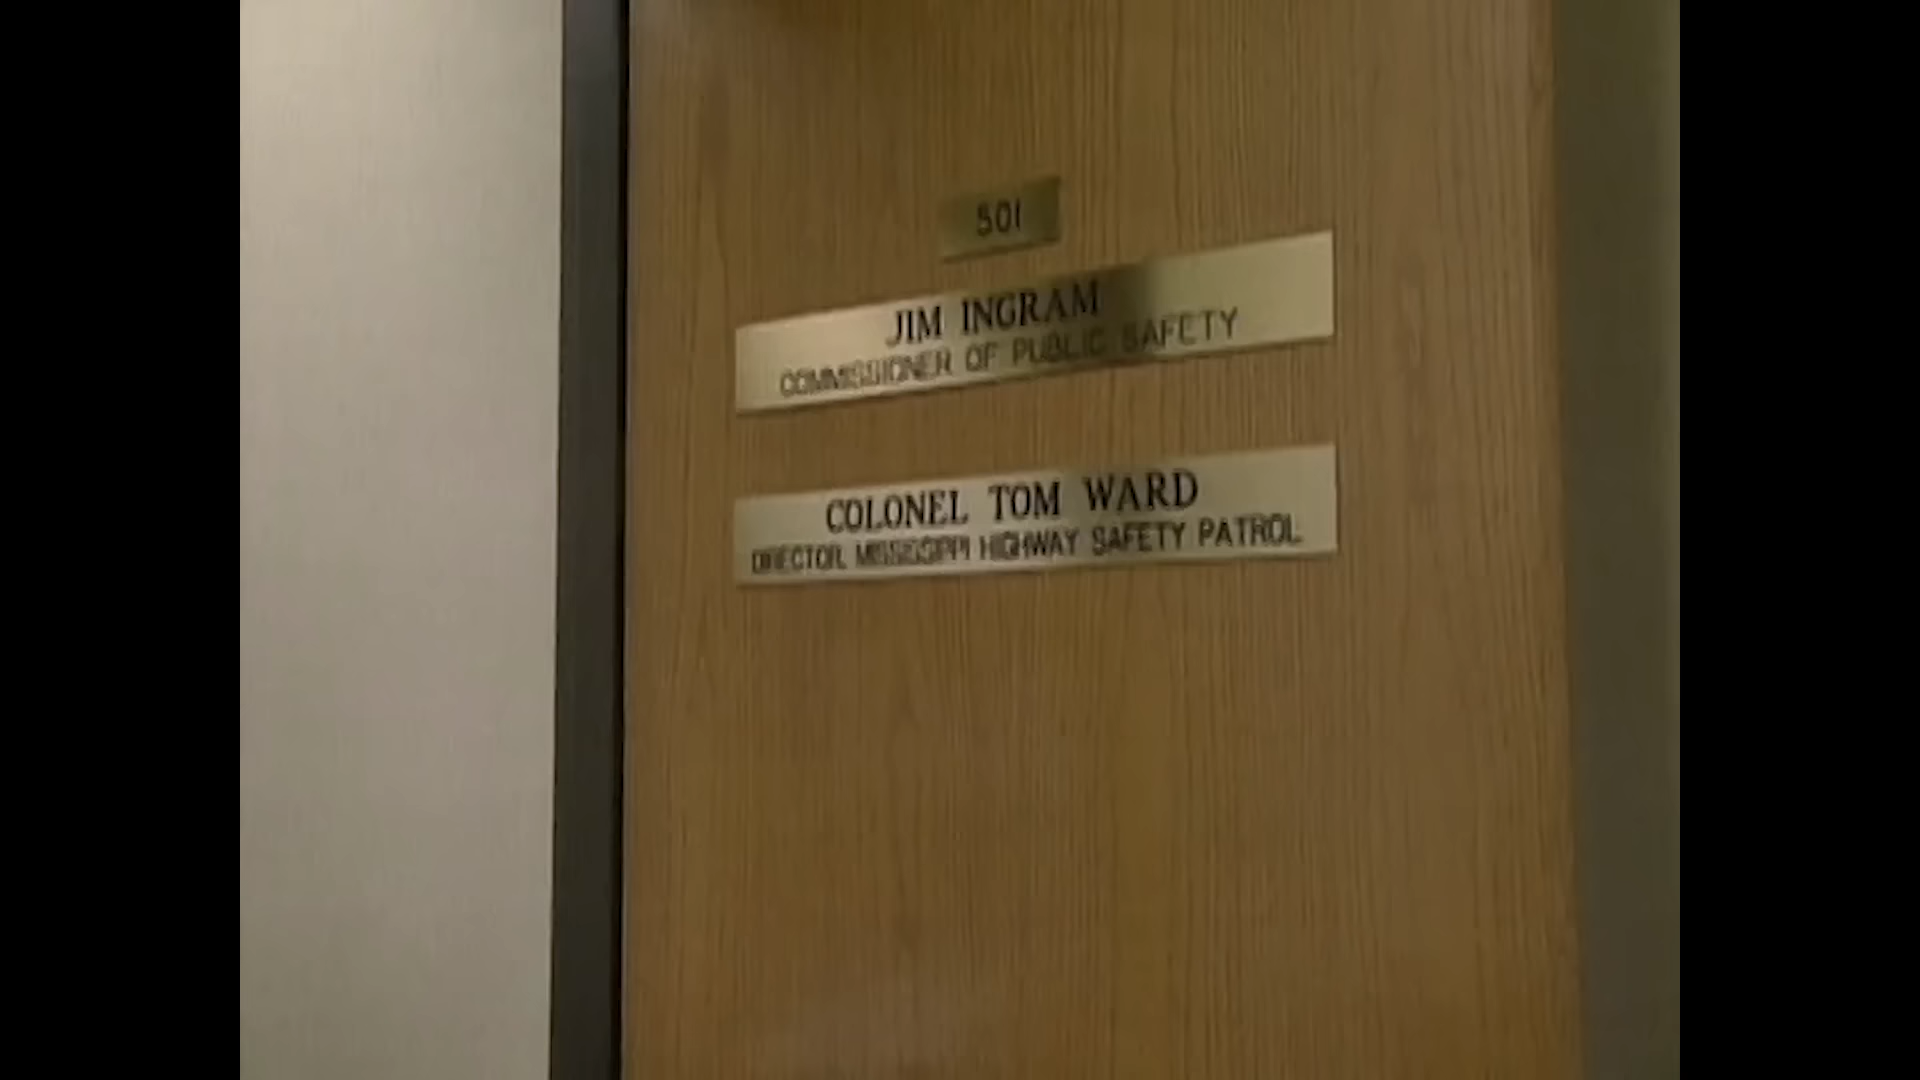 501
JIM INGRAM
COMMISSIONER OF PUBLIC SAFETY
COLONEL TOM WARD
DIRECTOR, MISSISSIPPI HIGHWAY SAFETY PATROL